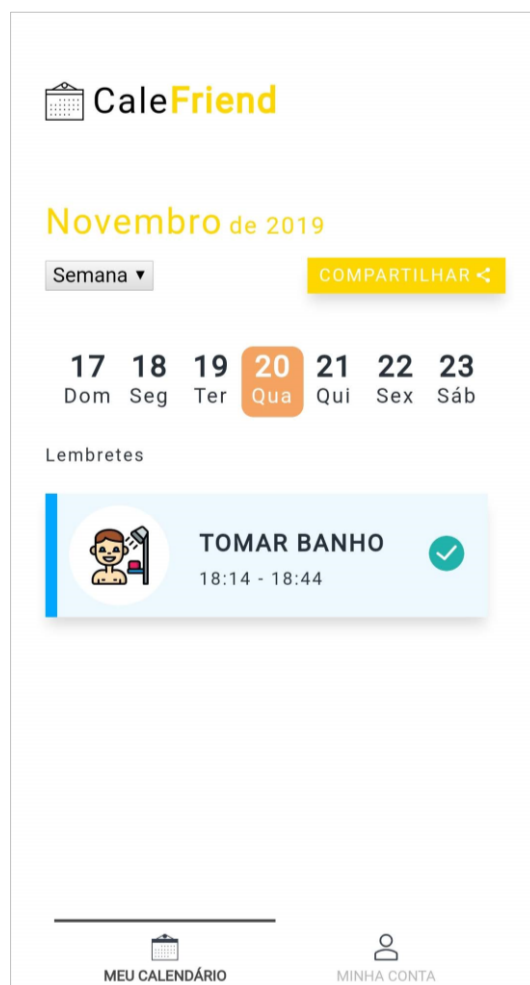 CaleFriend
Novembro de 2019
Semana ▼
COMPARTILHAR
17 18 19 20 21 22 23
Dom Seg Ter Qua Qui Sex Sáb
Lembretes
TOMAR BANHO
18:14 - 18:44
MEU CALENDÁRIO MINHA CONTA